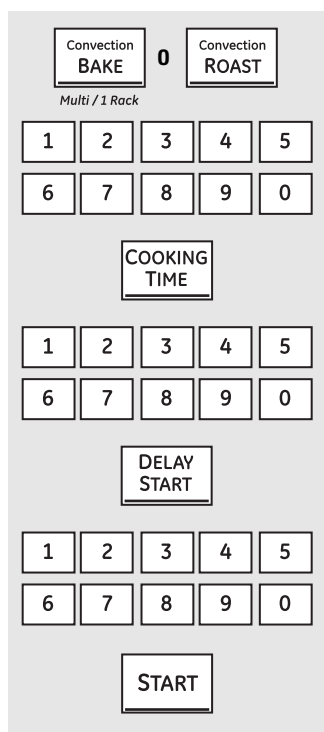 Convection Convection
BAKE 0 ROAST
Multi / 1 Rack
1 2 3 4 5
6 7 8 9 0
COOKING
TIME
1 2 3 4 5
6 7 8 9 0
DELAY
START
1 2 3 4 5
6 7 8 9 0
START